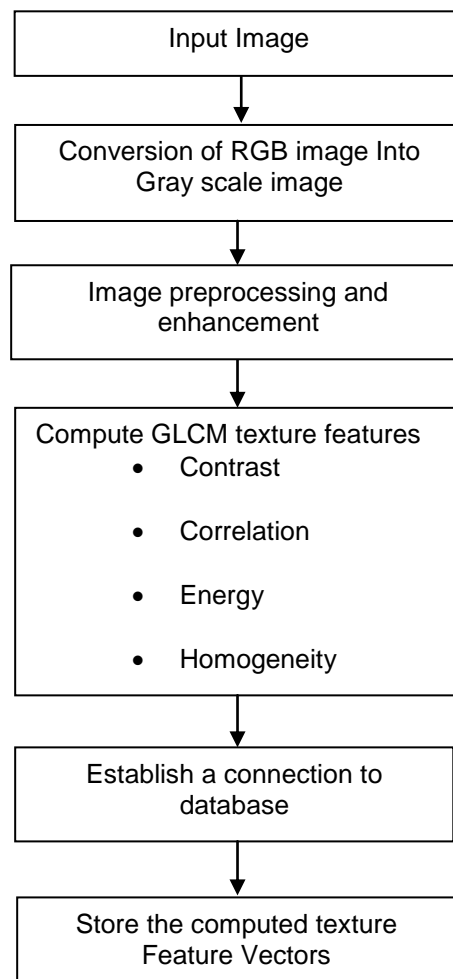 Input Image
Conversion of RGB image Into
Gray scale image
Image preprocessing and
enhancement
Compute GLCM texture features
• Contrast
• Correlation
• Energy
• Homogeneity
Establish a connection to
database
Store the computed texture
Feature Vectors